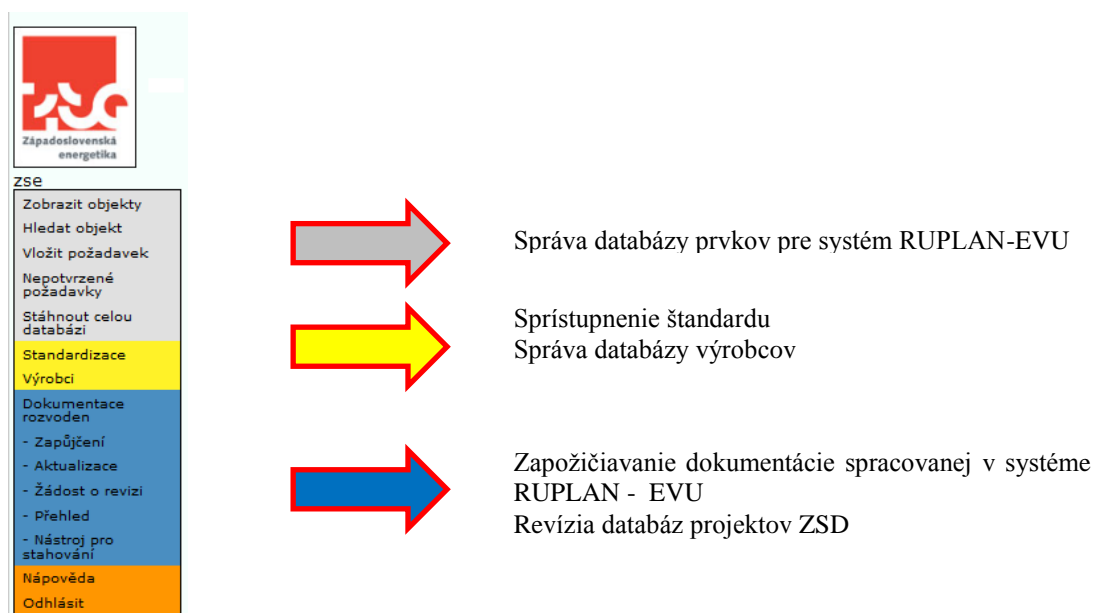 Západoslovenská
energetika
zse
Zobrazit objekty
Hledat objekt
Vložit požadavek
Nepotvrzené
požadavky
Stáhnout celou
databázi
Standardizace
Výrobci
Dokumentace
rozvoden
- Zapůjčení
- Aktualizace
- Žádost o revizi
- Přehled
- Nástroj pro
stahování
Nápověda
Odhlásit
Správa databázy prvkov pre systém RUPLAN-EVU
Sprístupnenie štandardu
Správa databázy výrobcov
Zapožičiavanie dokumentácie spracovanej v systéme
RUPLAN - EVU
Revízia databáz projektov ZSD